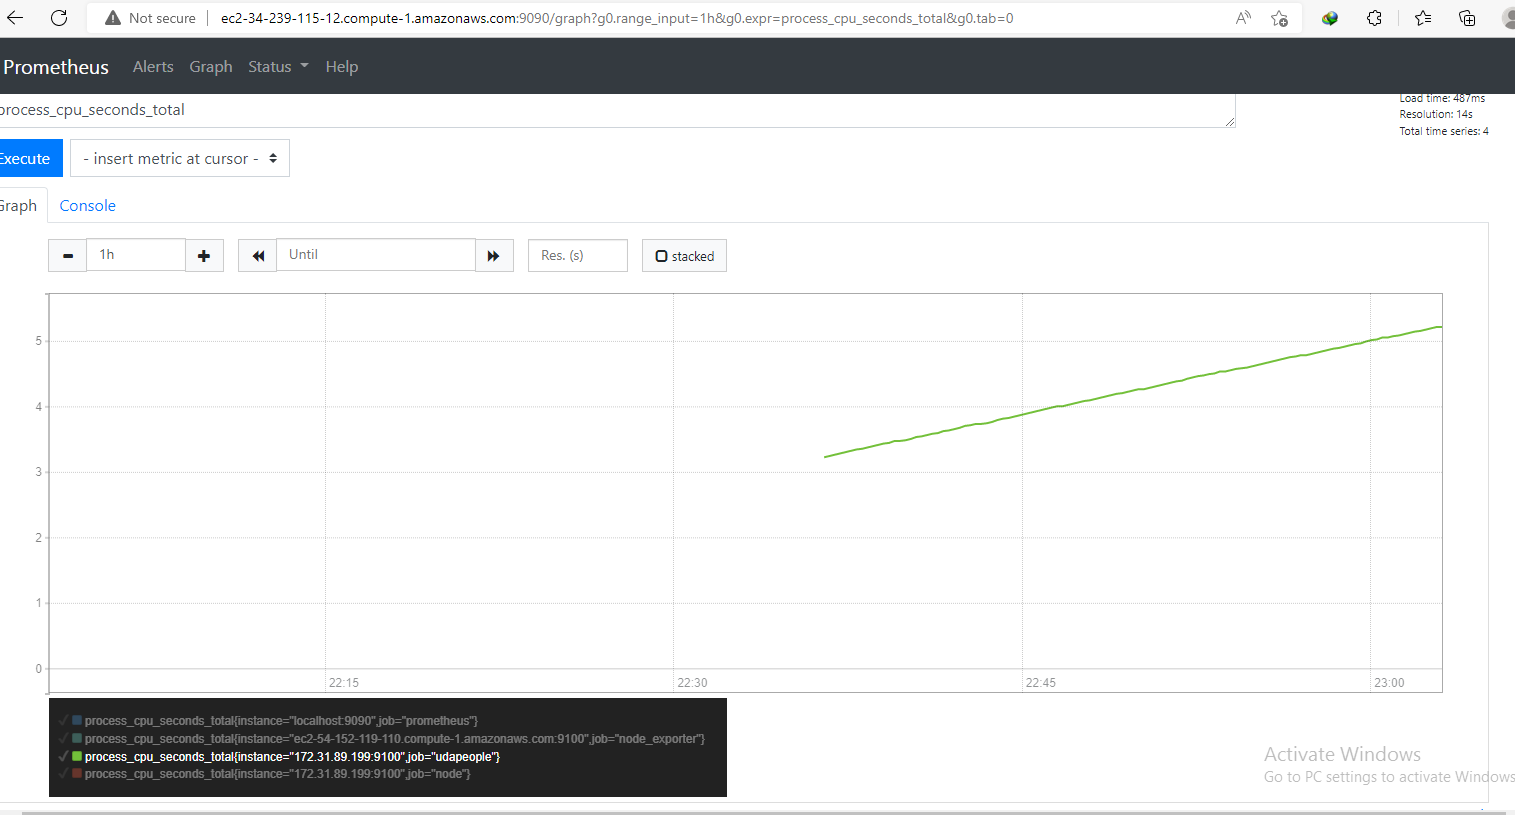 Not secure
ec2-34-239-115-12.compute-1.amazonaws.com:9090/graph?g0.range_input=1h&g0.expr=process_cpu_seconds_total&g0.tab=0
Prometheus Alerts Graph Status Help
process_cpu_seconds_total
Load time: 487ms
Resolution: 14s
Total time series: 4
Execute
- insert metric at cursor -
Graph Console
1h Until Res. (s) stacked
5
4
3
2
1
0
22:15 22:30 22:45 23:00
process_cpu_seconds_total{instance="localhost:9090",job="prometheus"}
process_cpu_seconds_total{instance="ec2-54-152-119-110.compute-1.amazonaws.com:9100",job="node_exporter"}
process_cpu_seconds_total{instance="172.31.89.199:9100",job="udapeople"}
process_cpu_seconds_total{instance="172.31.89.199:9100",job="node"}
Activate Windows
Go to PC settings to activate Windows